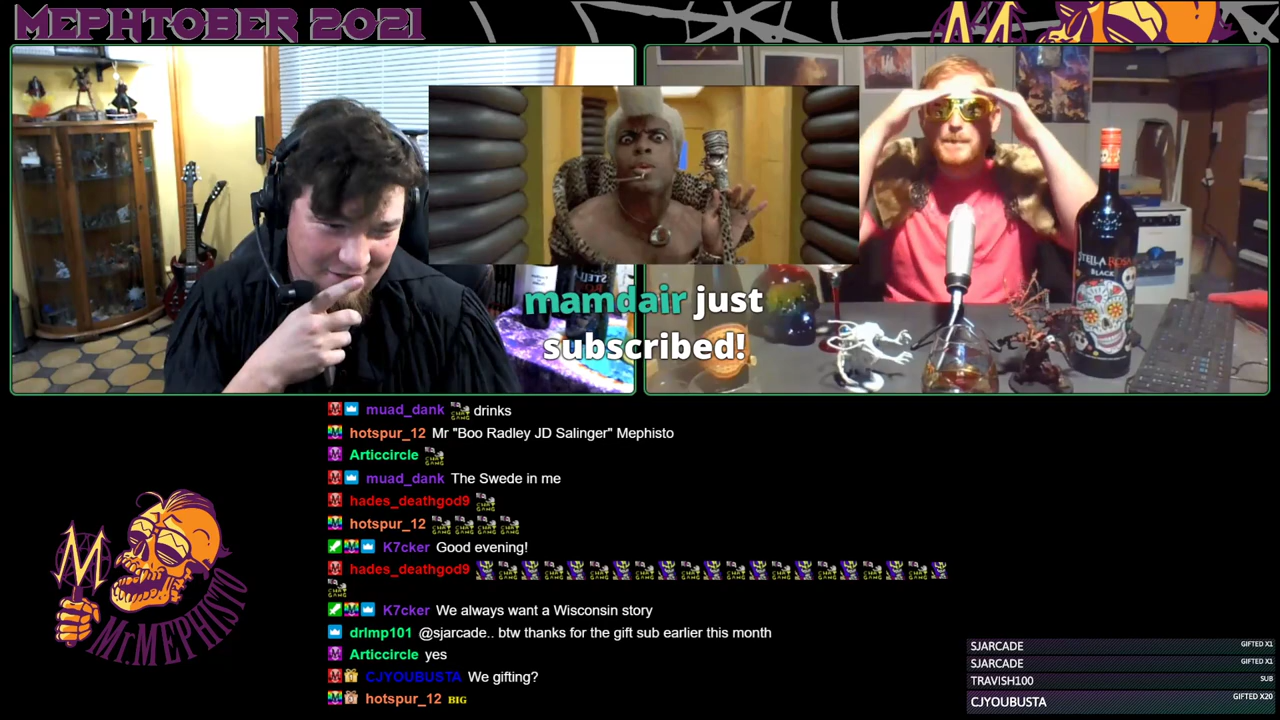 MEPHTOBER 2021
STELLA ROSA
BLACK
mamdair just
subscribed!
muad_dank drinks
hotspur_12 Mr "Boo Radley JD Salinger" Mephisto
Articcircle
muad_dank The Swede in me
hades_deathgod9
hotspur_12
K7cker Good evening!
hades_deathgod9
K7cker We always want a Wisconsin story
drlmp101 @sjarcade.. btw thanks for the gift sub earlier this month
Articcircle yes
CJYOUBUSTA We gifting?
hotspur_12 BIG
M
Mr.MEPHISTO
SJARCADE GIFTED X1
SJARCADE GIFTED X1
TRAVISH100 SUB
CJYOUBUSTA GIFTED X20